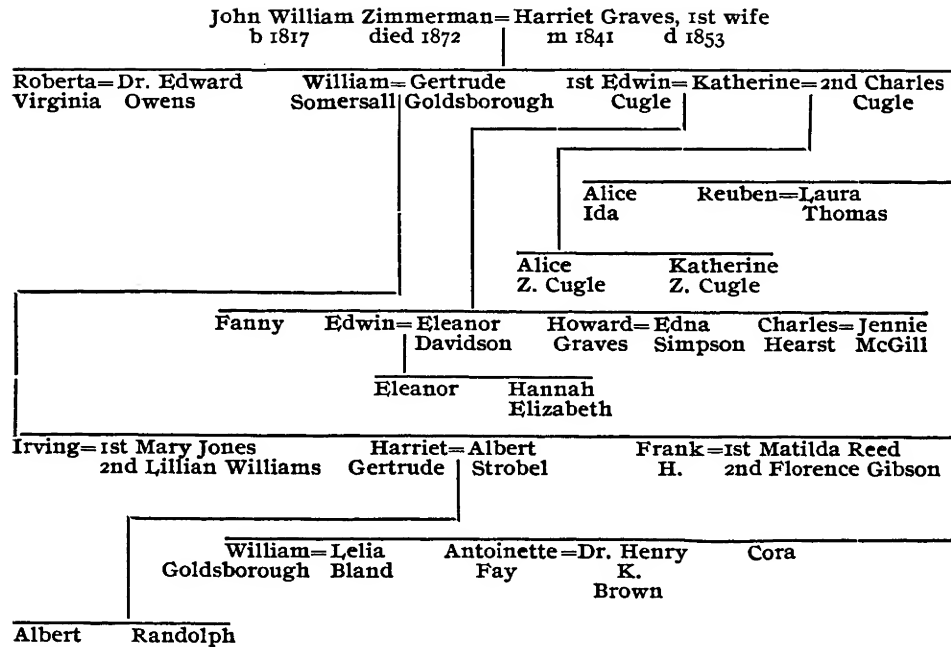 John William Zimmerman=Harriet Graves, 1st wife
b 1817 died 1872 m 1841 d 1853
Roberta=Dr. Edward William=Gertrude 1st Edwin=Katherine=2nd Charles
Virginia Owens Somersall Goldsborough Cugle Cugle
Alice Reuben=Laura
Ida Thomas
Alice Katherine
Z. Cugle Z. Cugle
Fanny Edwin=Eleanor Howard=Edna Charles=Jennie
Davidson Graves Simpson Hearst McGill
Eleanor Hannah
Elizabeth
Irving=1st Mary Jones Harriet=Albert Frank=1st Matilda Reed
2nd Lillian Williams Gertrude Strobel H. 2nd Florence Gibson
William=Lelia Antoinette=Dr. Henry Cora
Goldsborough Bland Fay K.
Brown
Albert Randolph